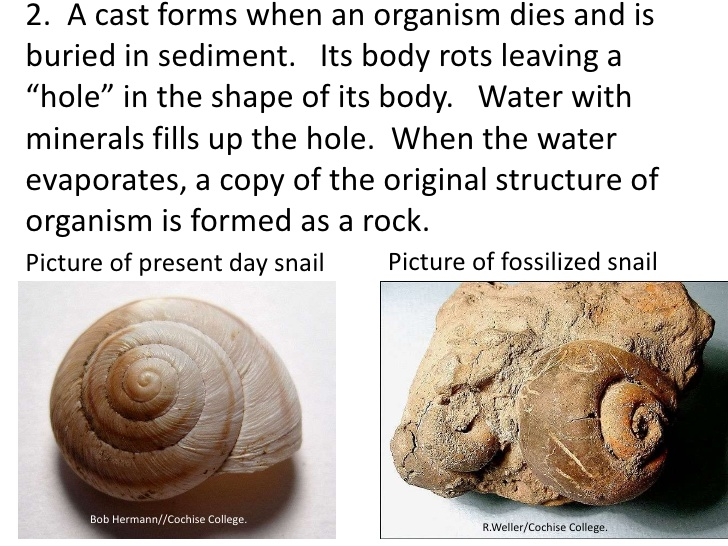 2.  A cast forms when an organism dies and is
buried in sediment.   Its body rots leaving a
“hole” in the shape of its body.   Water with
minerals fills up the hole.  When the water
evaporates, a copy of the original structure of
organism is formed as a rock.
Picture of present day snail
Picture of fossilized snail
Bob Hermann//Cochise College.
R.Weller/Cochise College.